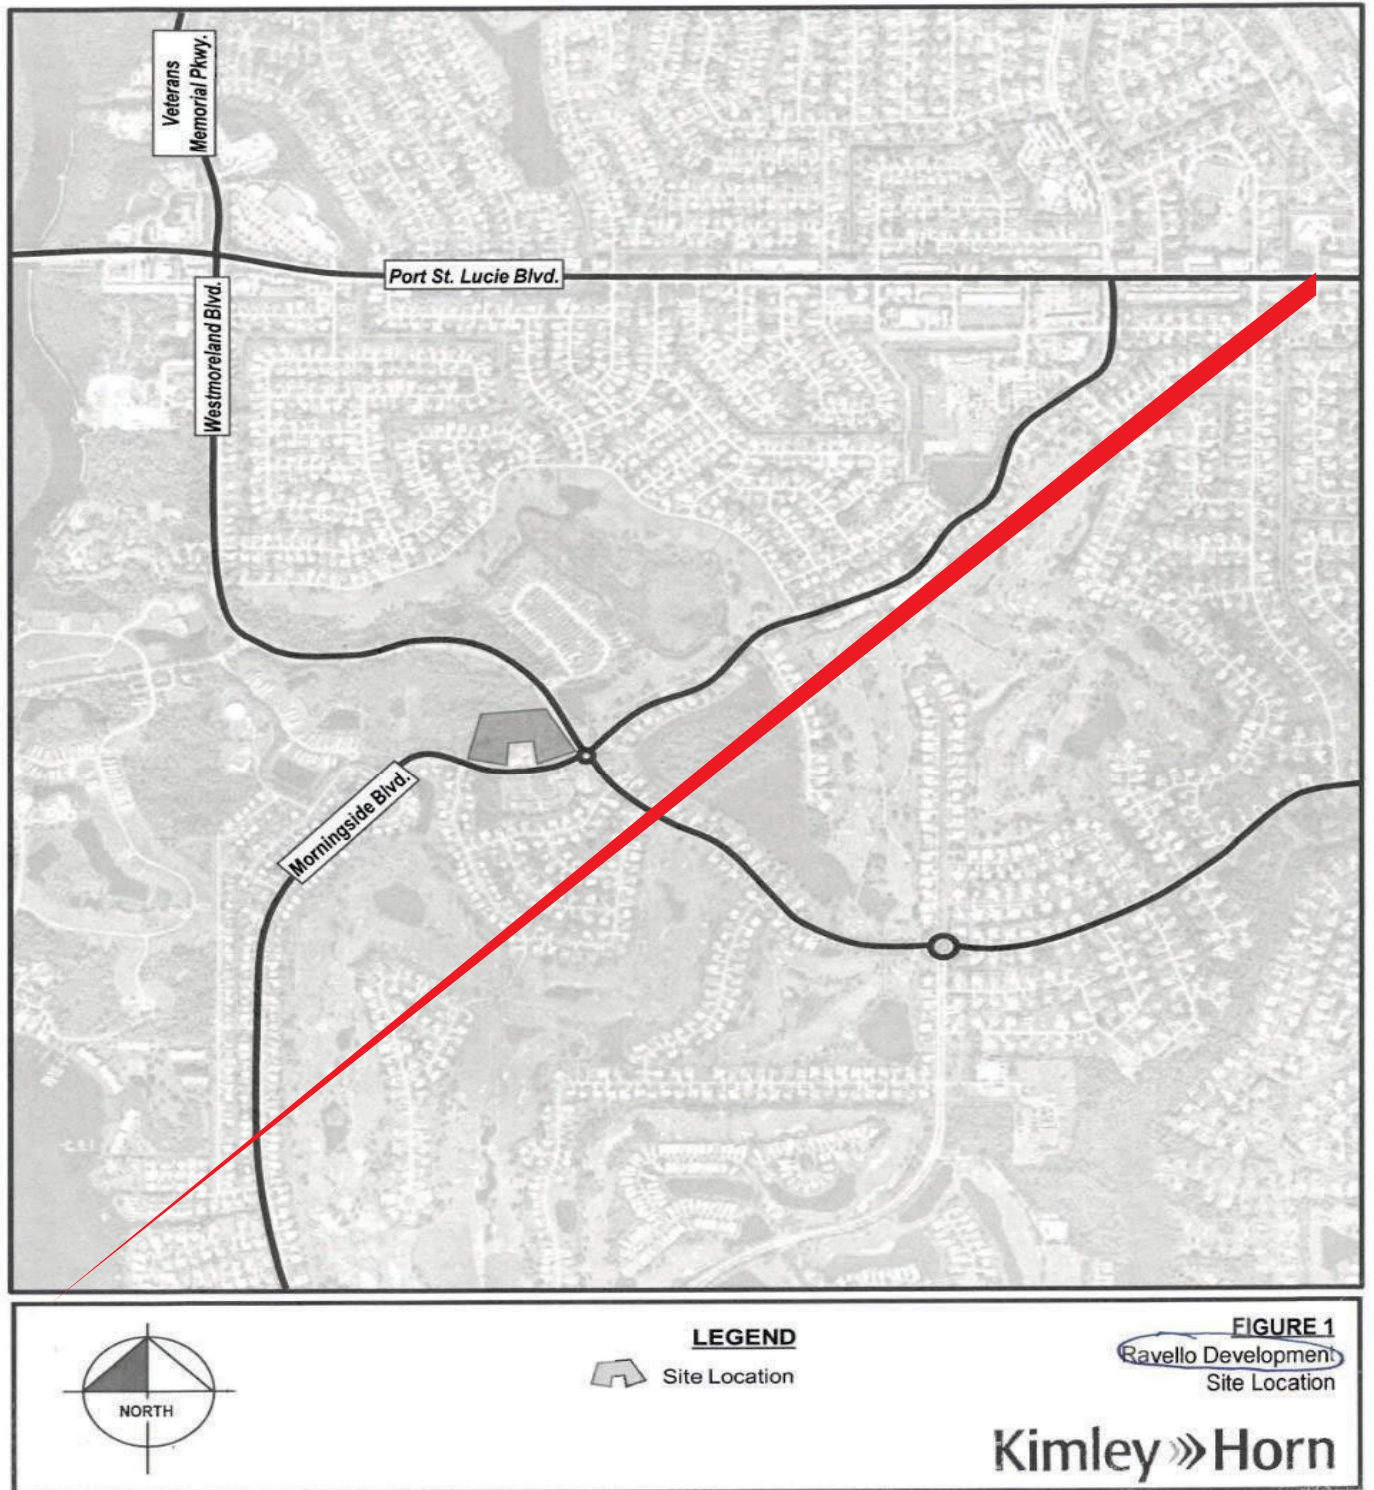 Veterans
Memorial Pkwy.
Port St. Lucie Blvd.
Westmoreland Blvd.
Morningside Blvd.
NORTH
LEGEND
Site Location
FIGURE 1
Ravello Development
Site Location
Kimley»Horn